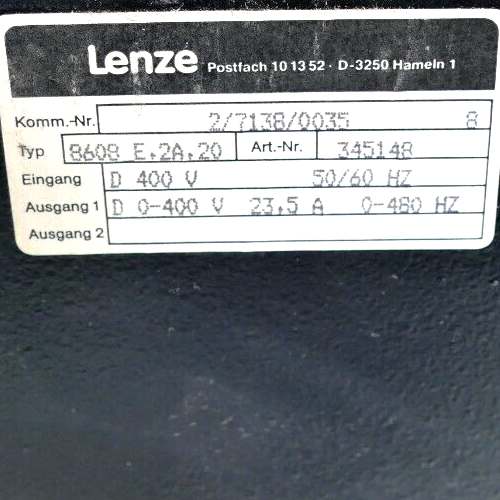 Lenze Postfach 10 13 52 · D-3250 Hameln 1
Komm.-Nr. 2/7138/0035 8
Typ 8608 E.2A.20 Art.-Nr. 345148
Eingang D 400 V 50/60 HZ
Ausgang 1 D 0-400 V 23,5 A 0-480 HZ
Ausgang 2